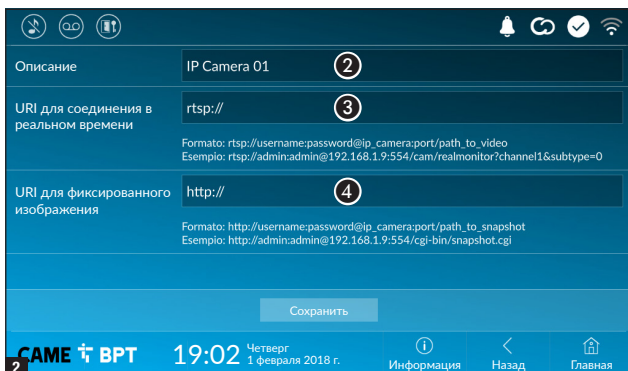 Описание
IP Camera 01
2
URI для соединения в
реальном времени
rtsp://
3
Formato: rtsp://username:password@ip_camera:port/path_to_video
Esempio: rtsp://admin:admin@192.168.1.9:554/cam/realmonitor?channel1&subtype=0
URI для фиксированного
изображения
http://
4
Formato: http://username:password@ip_camera:port/path_to_snapshot
Esempio: http://admin:admin@192.168.1.9:554/cgi-bin/snapshot.cgi
Сохранить
2
CAME BPT
19:02
Четверг
1 февраля 2018 г.
Информация
Назад
Главная